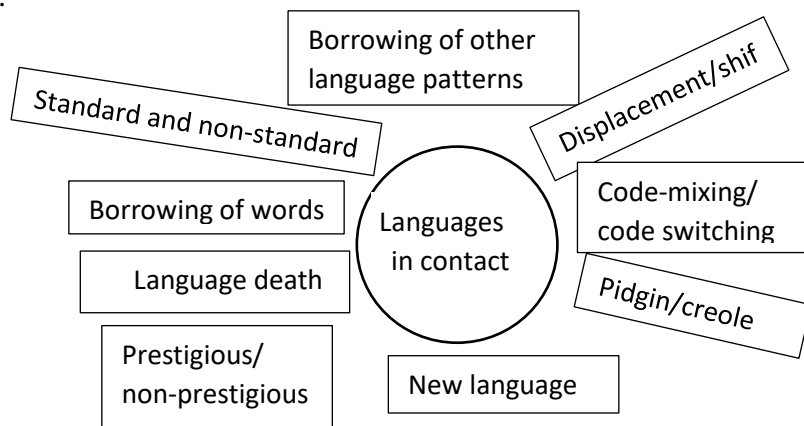 .
Borrowing of other
language patterns
Displacement/shif
Standard and non-standard
Code-mixing/
code switching
Borrowing of words
Languages
in contact
Language death
Pidgin/creole
Prestigious/
non-prestigious
New language